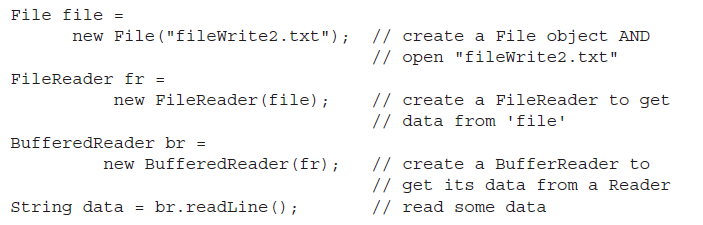 File file =
      new File("fileWrite2.txt");  // create a File object AND
                                   // open "fileWrite2.txt"
FileReader fr =
          new FileReader(file);    // create a FileReader to get
                                   // data from 'file'
BufferedReader br =
         new BufferedReader(fr);   // create a BufferReader to
                                   // get its data from a Reader
String data = br.readLine();       // read some data